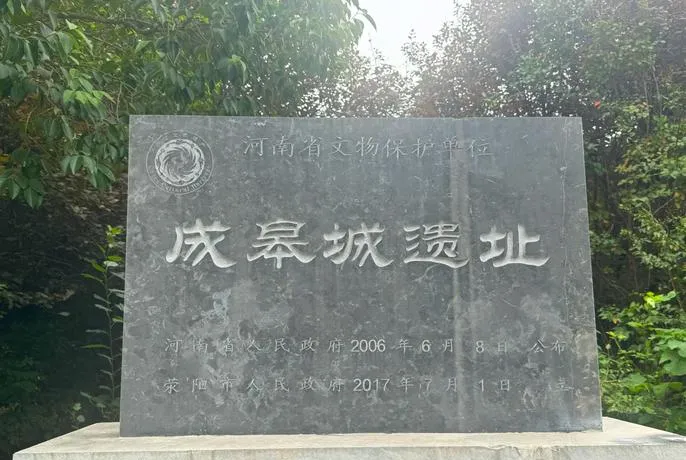 河南省文物保护单位
成皋城遗址
河南省人民政府2006年6月8日 公布
荥阳市人民政府2017年7月1日 立